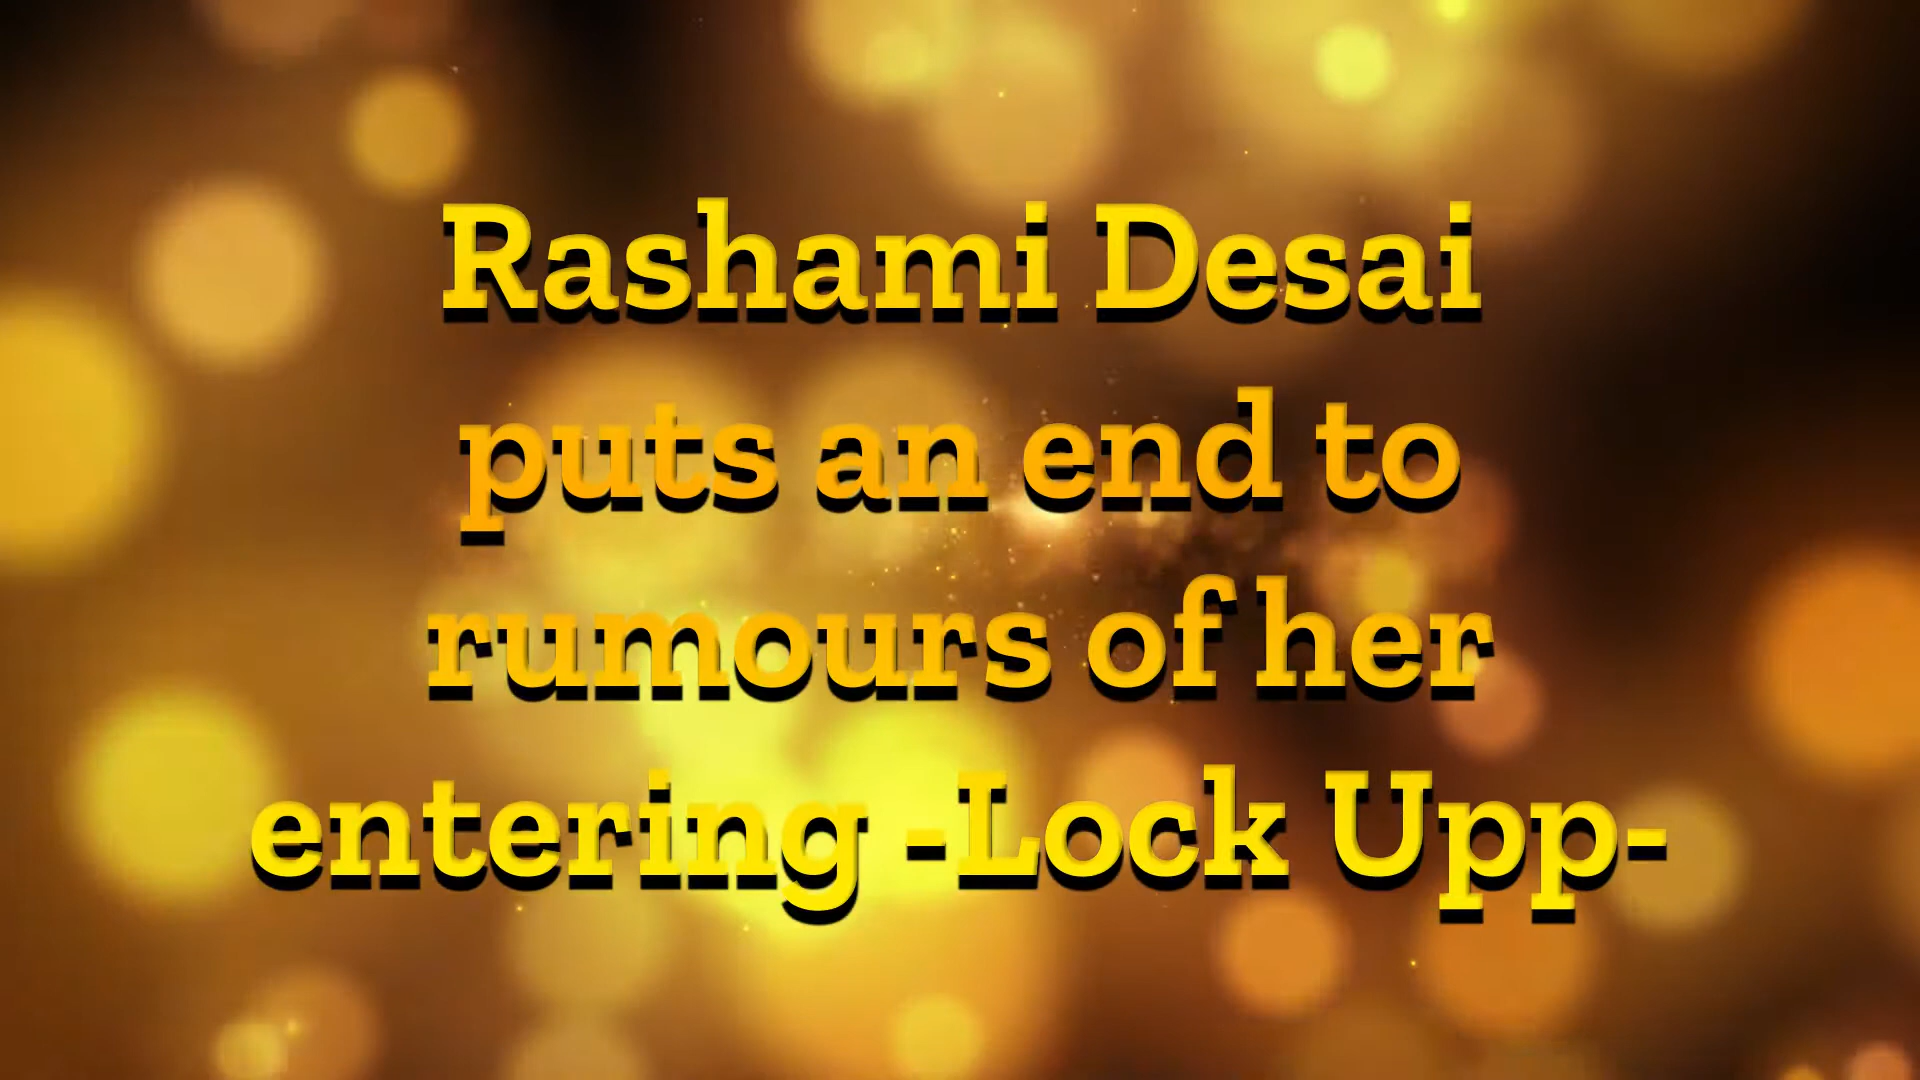 Rashami Desai
puts an end to
rumours of her
entering -Lock Upp-